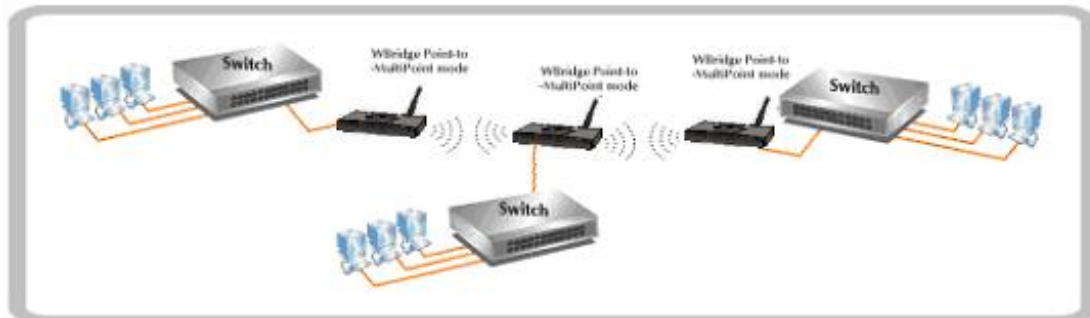 Switch
WBridge Point-to
-MultiPoint mode
WBridge Point-to
-MultiPoint mode
WBridge Point-to
-MultiPoint mode
Switch
Switch